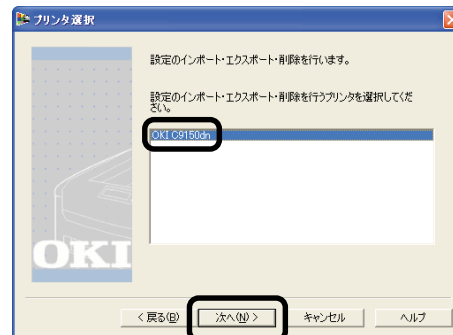 プリンタ選択
設定のインポート・エクスポート・削除を行います。
設定のインポート・エクスポート・削除を行うプリンタを選択してくだ
さい。
OKI C9150dn
OKI
< 戻る(B)
次へ(N) >
キャンセル
ヘルプ